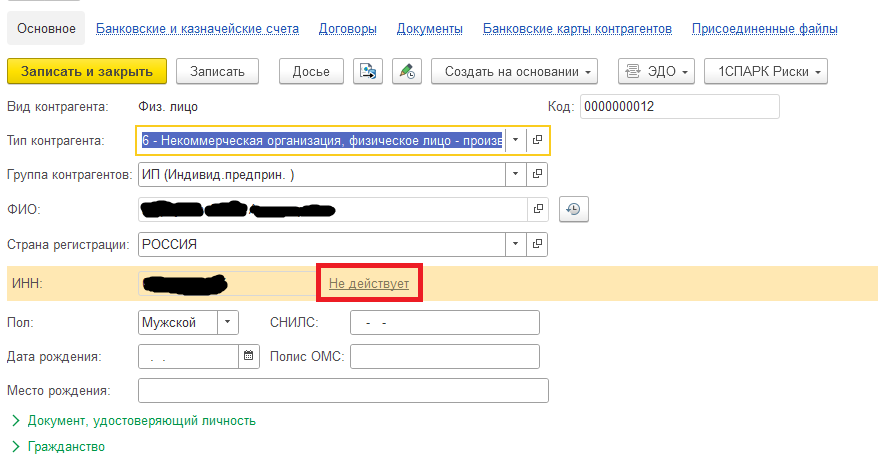 Основное Банковские и казначейские счета Договоры Документы Банковские карты контрагентов Присоединенные файлы
Записать и закрыть Записать Досье Создать на основании ЭДО 1СПАРК Риски
Вид контрагента: Физ. лицо Код: 0000000012
Тип контрагента: 6 - Некоммерческая организация, физическое лицо - произв
Группа контрагентов: ИП (Индивид.предприн. )
ФИО:
Страна регистрации: РОССИЯ
ИНН: Не действует
Пол: Мужской СНИЛС: - -
Дата рождения: . . Полис ОМС:
Место рождения:
Документ, удостоверяющий личность
Гражданство